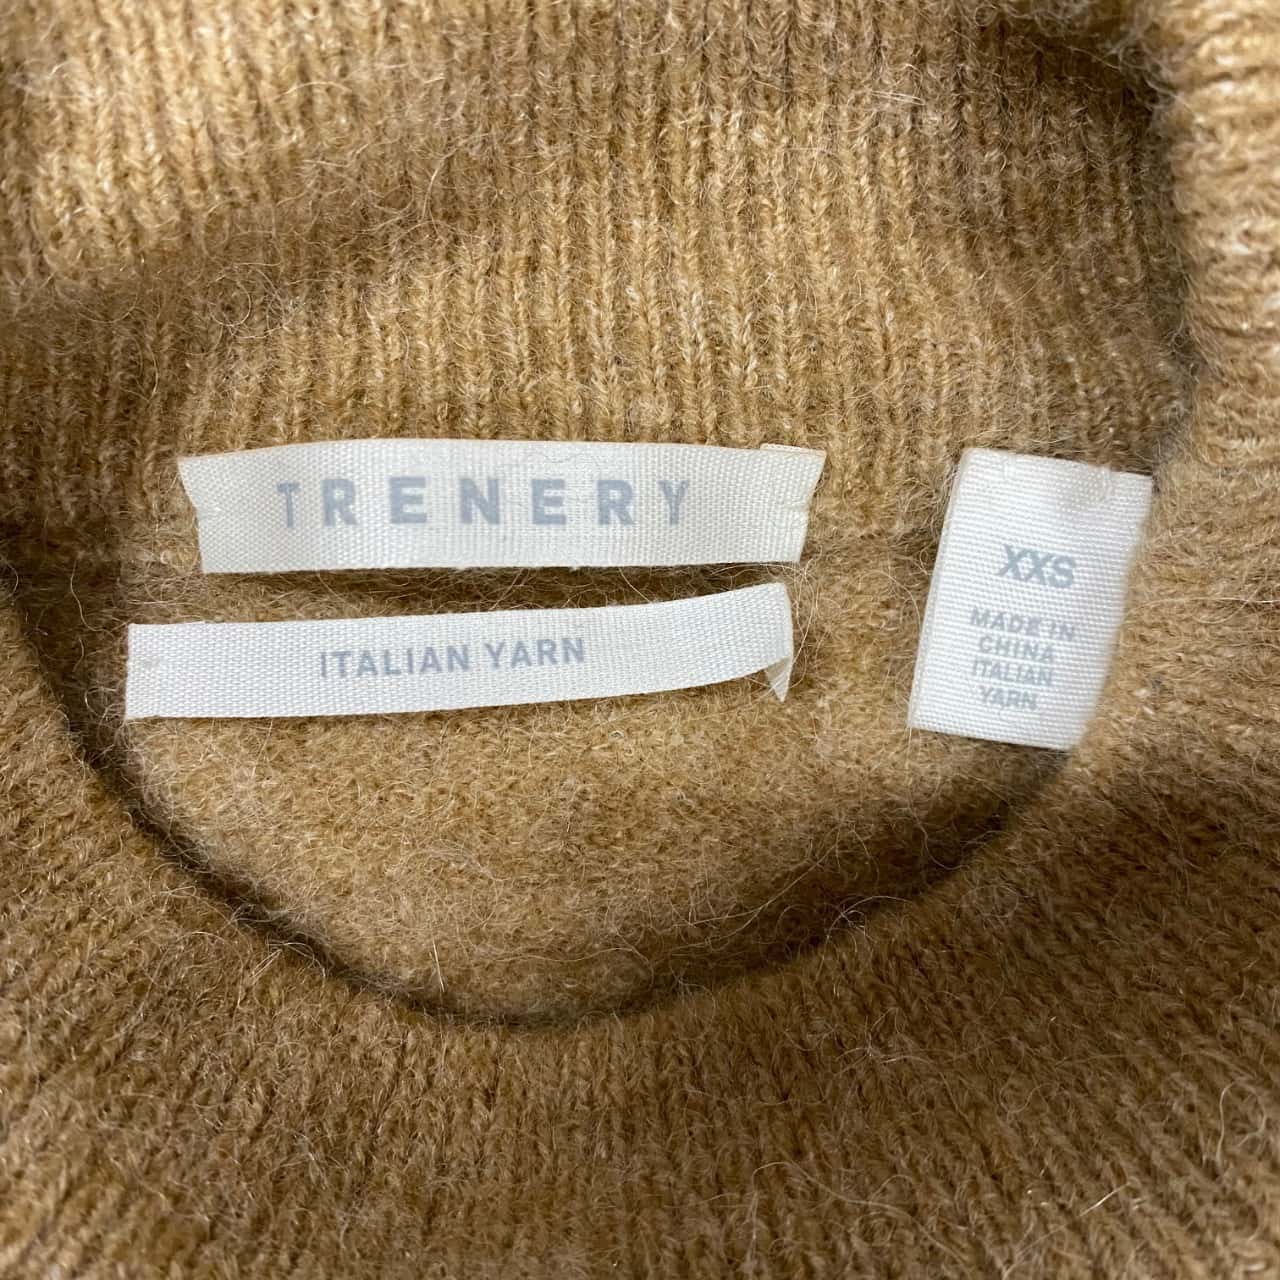 TRENERY
ITALIAN YARN
XXS
MADE IN
CHINA
ITALIAN
YARN